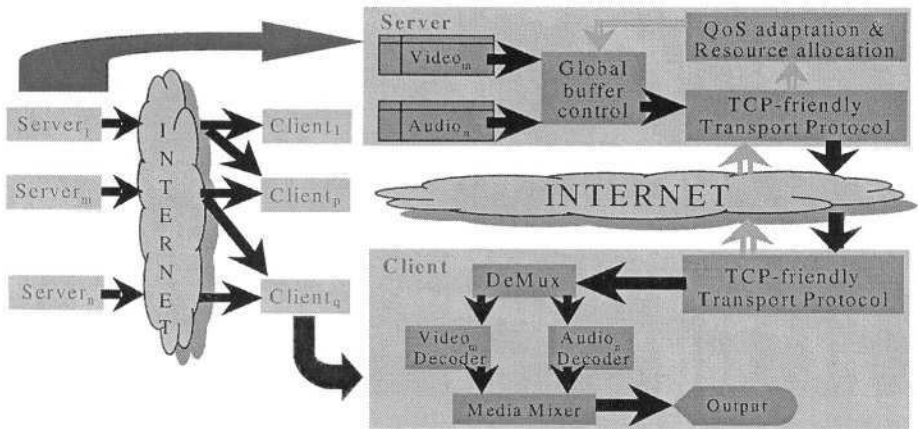 Server
Video_m
Audio_n
Global
buffer
control
QoS adaptation &
Resource allocation
TCP-friendly
Transport Protocol
Server_1
Server_m
Server_n
INTERNET
Client_1
Client_p
Client_q
INTERNET
Client
DeMux
TCP-friendly
Transport Protocol
Video_m
Decoder
Audio_n
Decoder
Media Mixer
Output